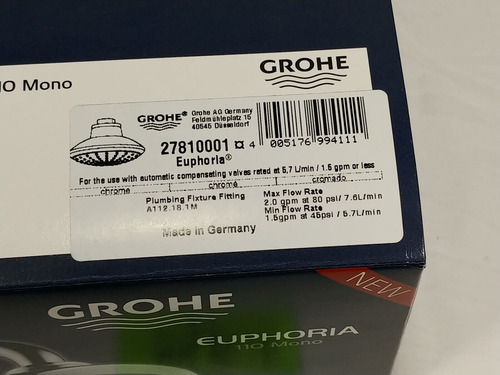 110 Mono
GROHE
GROHE®
Grohe AG Germany
Feldmühleplatz 15
40545 Düsseldorf
27810001 ¤ 4 005176 994111
Euphoria®
For the use with automatic compensating valves rated at 5,7 L/min / 1.5 gpm or less
chrome chromé cromado
Plumbing Fixture Fitting
A112.18.1M
Max Flow Rate
2.0 gpm at 80 psi/ 7.6L/min
Min Flow Rate
1.5gpm at 45psi/ 5.7L/min
Made in Germany
NEW
GROHE
EUPHORIA
110 Mono